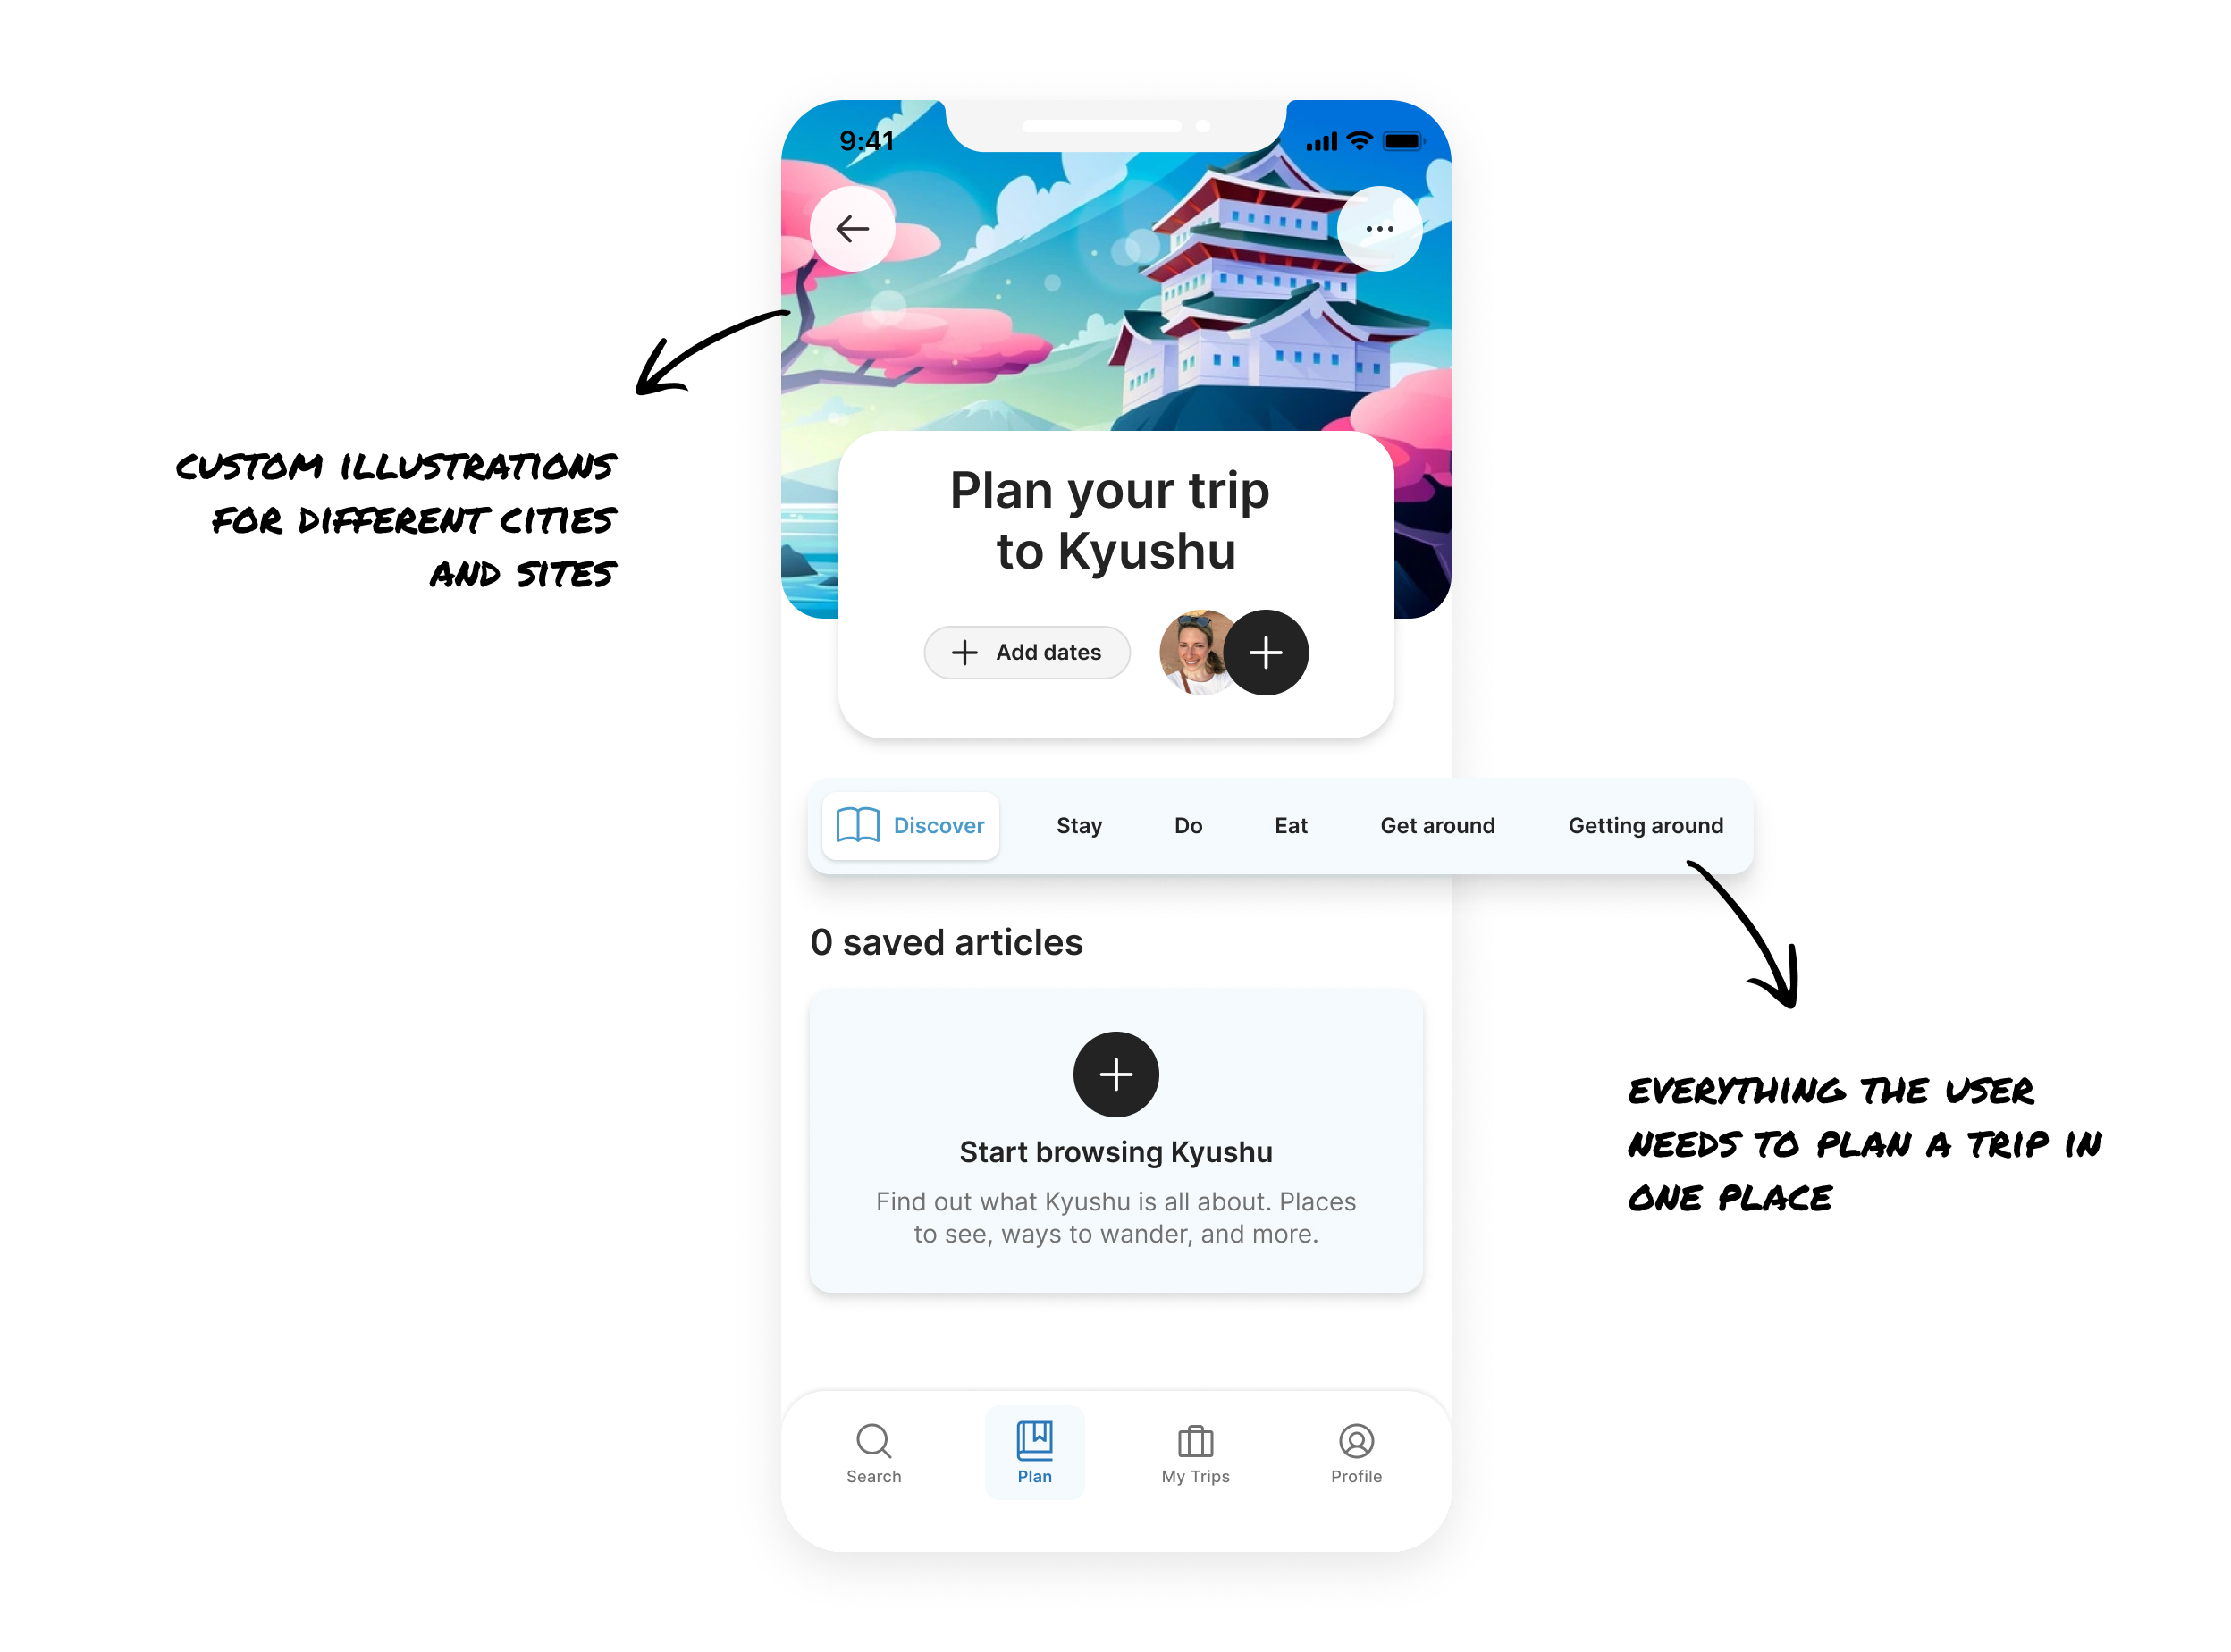 9:41
CUSTOM ILLUSTRATIONS
FOR DIFFERENT CITIES
AND SITES
Plan your trip
to Kyushu
Add dates
Discover
Stay
Do
Eat
Get around
Getting around
0 saved articles
Start browsing Kyushu
Find out what Kyushu is all about. Places
to see, ways to wander, and more.
EVERYTHING THE USER
NEEDS TO PLAN A TRIP IN
ONE PLACE
Search
Plan
My Trips
Profile